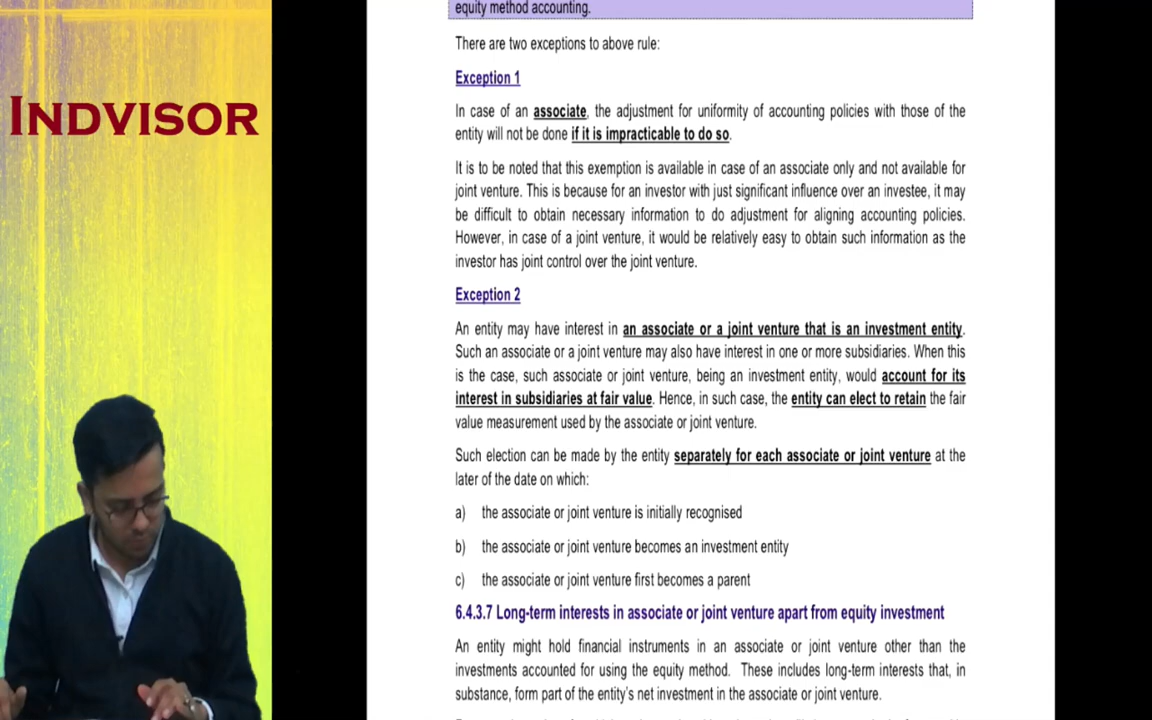 INDVISOR
equity method accounting.
There are two exceptions to above rule:
Exception 1
In case of an associate, the adjustment for uniformity of accounting policies with those of the
entity will not be done if it is impracticable to do so.
It is to be noted that this exemption is available in case of an associate only and not available for
joint venture. This is because for an investor with just significant influence over an investee, it may
be difficult to obtain necessary information to do adjustment for aligning accounting policies.
However, in case of a joint venture, it would be relatively easy to obtain such information as the
investor has joint control over the joint venture.
Exception 2
An entity may have interest in an associate or a joint venture that is an investment entity.
Such an associate or a joint venture may also have interest in one or more subsidiaries. When this
is the case, such associate or joint venture, being an investment entity, would account for its
interest in subsidiaries at fair value. Hence, in such case, the entity can elect to retain the fair
value measurement used by the associate or joint venture.
Such election can be made by the entity separately for each associate or joint venture at the
later of the date on which:
a) the associate or joint venture is initially recognised
b) the associate or joint venture becomes an investment entity
c) the associate or joint venture first becomes a parent
6.4.3.7 Long-term interests in associate or joint venture apart from equity investment
An entity might hold financial instruments in an associate or joint venture other than the
investments accounted for using the equity method. These includes long-term interests that, in
substance, form part of the entity's net investment in the associate or joint venture.